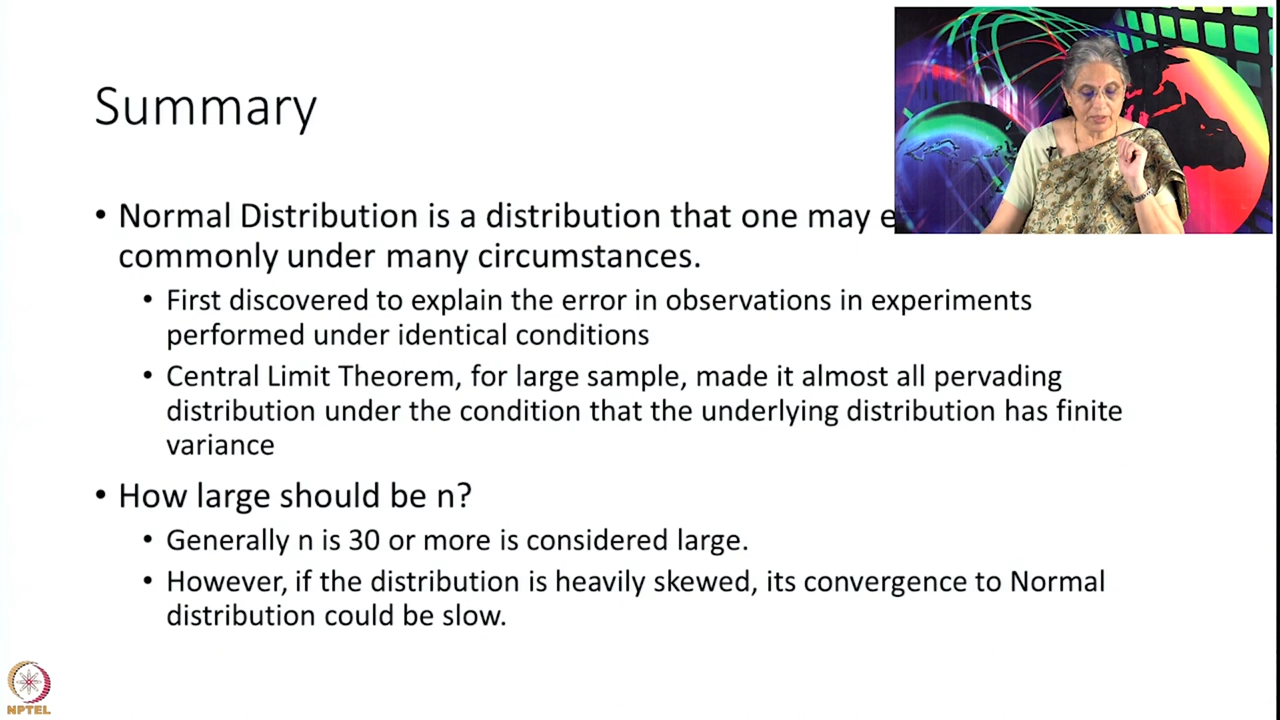 Summary
• Normal Distribution is a distribution that one may
commonly under many circumstances.
• First discovered to explain the error in observations in experiments
performed under identical conditions
• Central Limit Theorem, for large sample, made it almost all pervading
distribution under the condition that the underlying distribution has finite
variance
• How large should be n?
• Generally n is 30 or more is considered large.
• However, if the distribution is heavily skewed, its convergence to Normal
distribution could be slow.
NPTEL